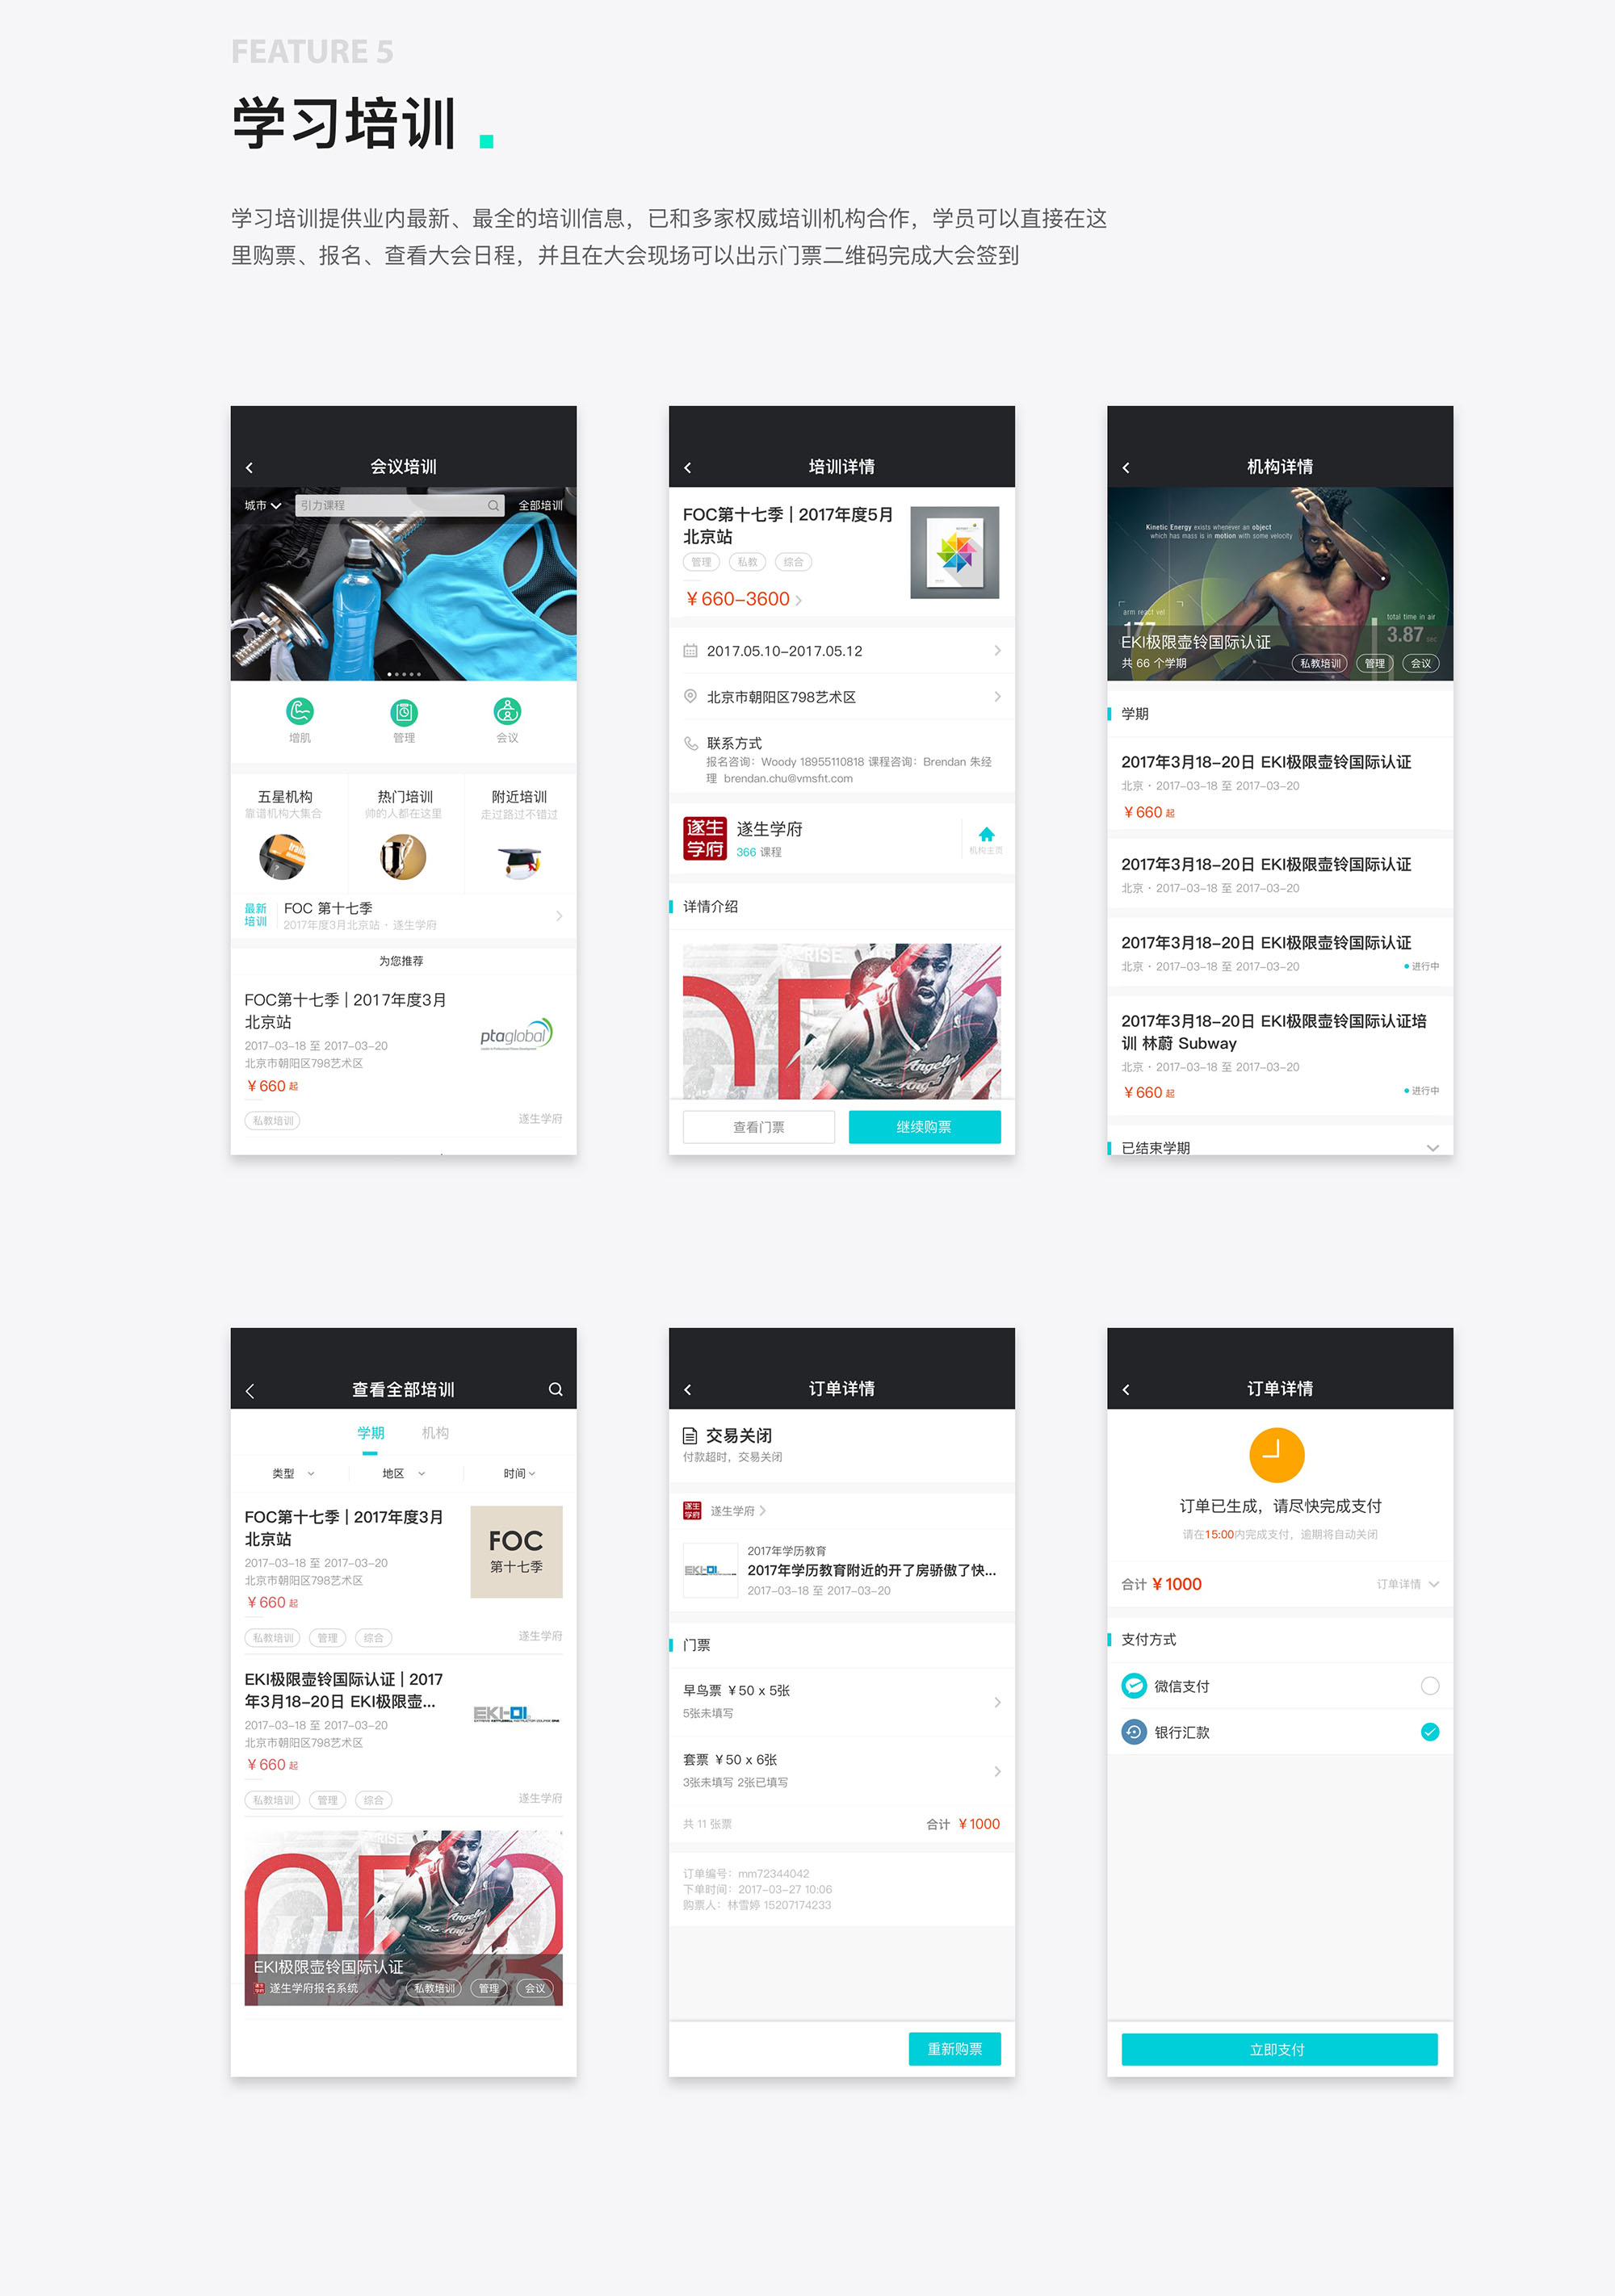 FEATURE 5
学习培训
学习培训提供业内最新、最全的培训信息，已和多家权威培训机构合作，学员可以直接在这
里购票、报名、查看大会日程，并且在大会现场可以出示门票二维码完成大会签到
会议培训
城市 引力课程 全部培训
增肌 管理 会议
五星机构 热门培训 附近培训
靠谱机构大集合 帅的人都在这里 走过路过不错过
最新
培训
FOC 第十七季
2017年度3月北京站 · 遂生学府
为您推荐
FOC第十七季 | 2017年度3月
北京站
ptaglobal
2017-03-18 至 2017-03-20
北京市朝阳区798艺术区
￥660 起
私教培训 遂生学府
培训详情
FOC第十七季 | 2017年度5月
北京站
管理 私教 综合
￥660-3600
2017.05.10-2017.05.12
北京市朝阳区798艺术区
联系方式
报名咨询：Woody 18955110818 课程咨询：Brendan 朱经
理 brendan.chu@vmsfit.com
遂生
学府
遂生学府
366 课程
机构主页
详情介绍
RISE
Angeles
查看门票 继续购票
机构详情
Kinetic Energy exists whenever an object
which has mass is in motion with some velocity
arm react vel
177
total time in air
3.87
EKI极限壶铃国际认证
共 66 个学期 私教培训 管理 会议
学期
2017年3月18-20日 EKI极限壶铃国际认证
北京 · 2017-03-18 至 2017-03-20
￥660 起
2017年3月18-20日 EKI极限壶铃国际认证
北京 · 2017-03-18 至 2017-03-20
2017年3月18-20日 EKI极限壶铃国际认证
北京 · 2017-03-18 至 2017-03-20 进行中
2017年3月18-20日 EKI极限壶铃国际认证培
训 林蔚 Subway
北京 · 2017-03-18 至 2017-03-20
￥660 起 进行中
已结束学期
查看全部培训
学期 机构
类型 地区 时间
FOC第十七季 | 2017年度3月
北京站
2017-03-18 至 2017-03-20
北京市朝阳区798艺术区
￥660 起
FOC
第十七季
私教培训 管理 综合 遂生学府
EKI极限壶铃国际认证 | 2017
年3月18-20日 EKI极限壶...
2017-03-18 至 2017-03-20
北京市朝阳区798艺术区
￥660 起
EKI-OI
私教培训 管理 综合 遂生学府
RISE
Angeles
EKI极限壶铃国际认证
遂生学府报名系统 私教培训 管理 会议
订单详情
交易关闭
付款超时，交易关闭
遂生学府
遂生学府
EKI-OI
2017年学历教育
2017年学历教育附近的开了房骄傲了快...
2017-03-18 至 2017-03-20
门票
早鸟票 ￥50 x 5张
5张未填写
套票 ￥50 x 6张
3张未填写 2张已填写
共 11 张票 合计 ￥1000
订单编号：mm72344042
下单时间：2017-03-27 10:06
购票人：林雪婷 15207174233
重新购票
订单详情
订单已生成，请尽快完成支付
请在15:00内完成支付，逾期将自动关闭
合计 ￥1000 订单详情
支付方式
微信支付
银行汇款
立即支付